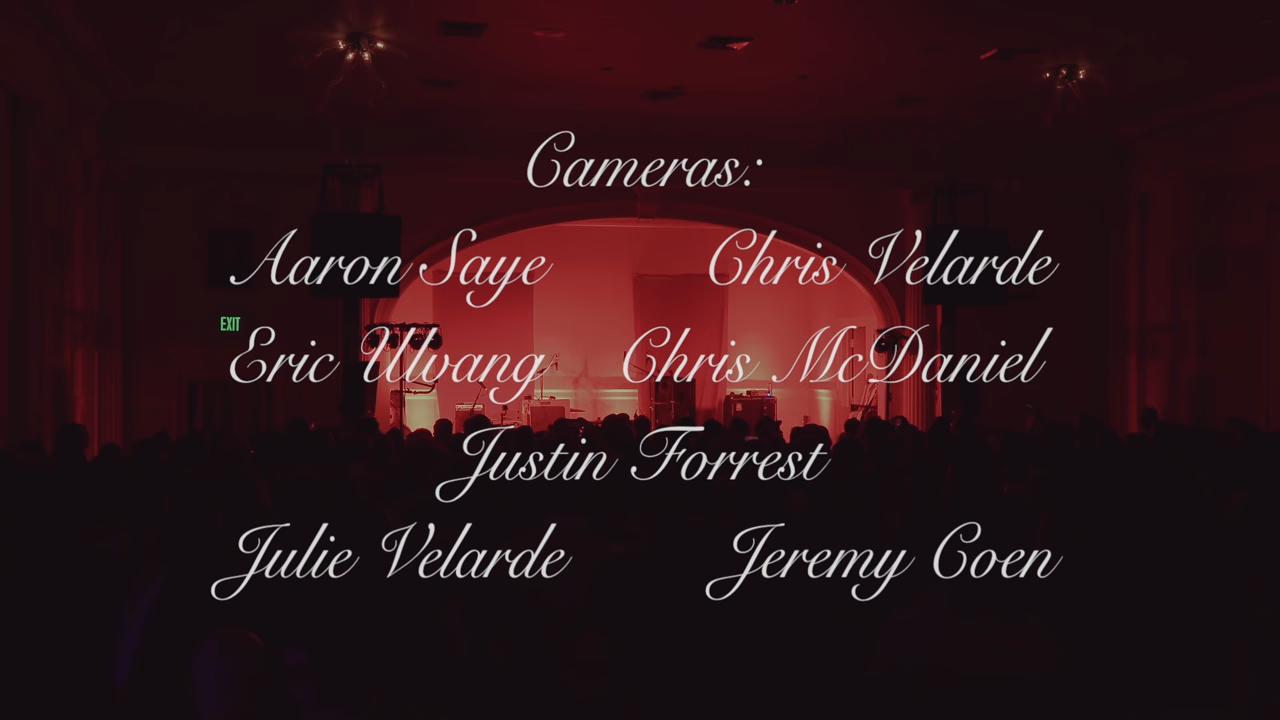 Cameras:
Aaron Saye Chris Velarde
EXIT
Eric Ulvang Chris McDaniel
Justin Forrest
Julie Velarde Jeremy Coen